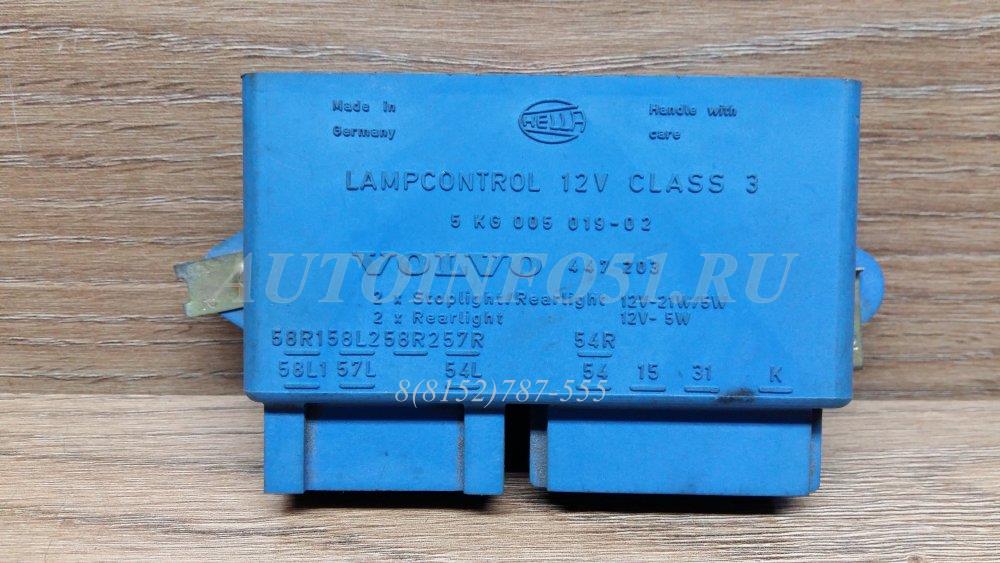 Made in
Germany
HELLA
Handle with
care
LAMPCONTROL 12V CLASS 3
5 KG 005 019-02
VOLVO 447 203
AUTOINFO51.RU
2 x Stoplight/Rearlight 12V-21W/5W
2 x Rearlight 12V- 5W
58R1 58L2 58R2 57R 54R
58L1 57L 54L 54 15 31 K
8(8152)787-555